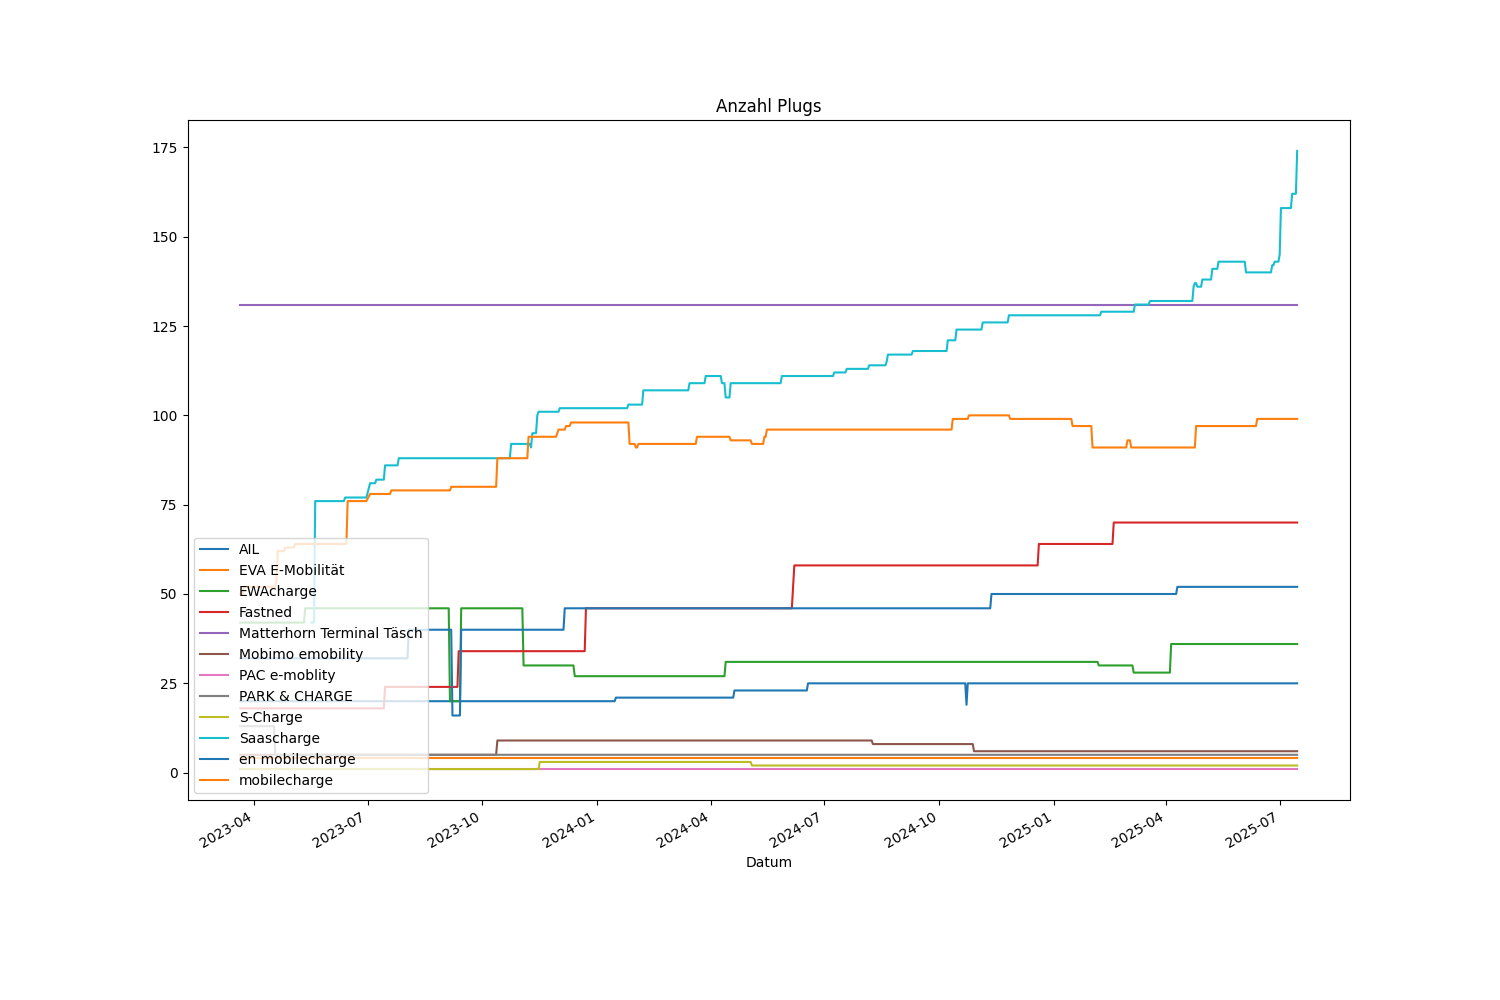 Anzahl Plugs
175
150
125
100
75
50
25
0
AIL
EVA E-Mobilität
EWAcharge
Fastned
Matterhorn Terminal Täsch
Mobimo emobility
PAC e-moblity
PARK & CHARGE
S-Charge
Saascharge
en mobilecharge
mobilecharge
2023-04
2023-07
2023-10
2024-01
2024-04
2024-07
2024-10
2025-01
2025-04
2025-07
Datum